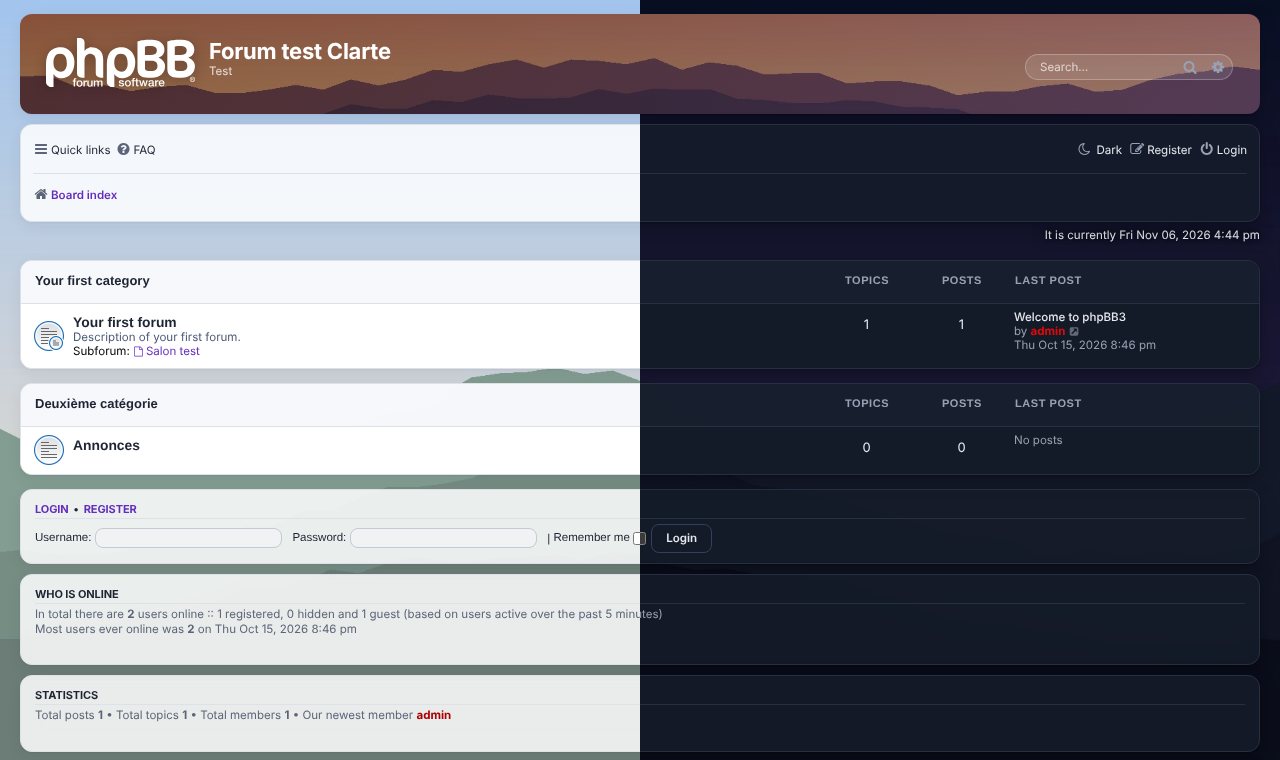 phpBB
forum software
®
Forum test Clarte
Test
Search...
Quick links FAQ
Dark Register Login
Board index
It is currently Fri Nov 06, 2026 4:44 pm
Your first category TOPICS POSTS LAST POST
Your first forum 1 1 Welcome to phpBB3
Description of your first forum. by admin
Subforum: Salon test Thu Oct 15, 2026 8:46 pm
Deuxième catégorie TOPICS POSTS LAST POST
Annonces 0 0 No posts
LOGIN • REGISTER
Username: Password: | Remember me Login
WHO IS ONLINE
In total there are 2 users online :: 1 registered, 0 hidden and 1 guest (based on users active over the past 5 minutes)
Most users ever online was 2 on Thu Oct 15, 2026 8:46 pm
STATISTICS
Total posts 1 • Total topics 1 • Total members 1 • Our newest member admin